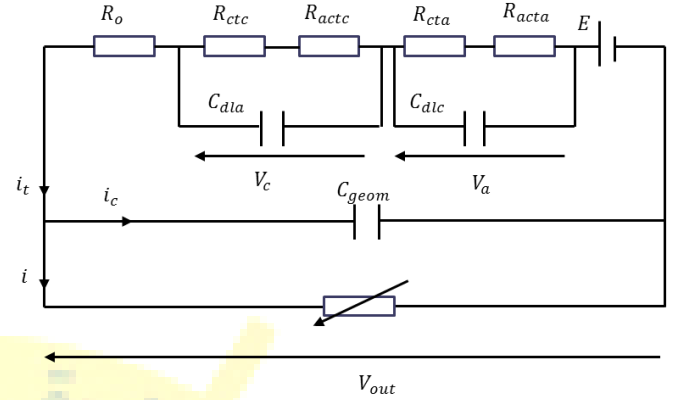 R_o R_ctc R_actc R_cta R_acta E
C_dla C_dlc
V_c V_a
i_t i_c C_geom
i
V_out